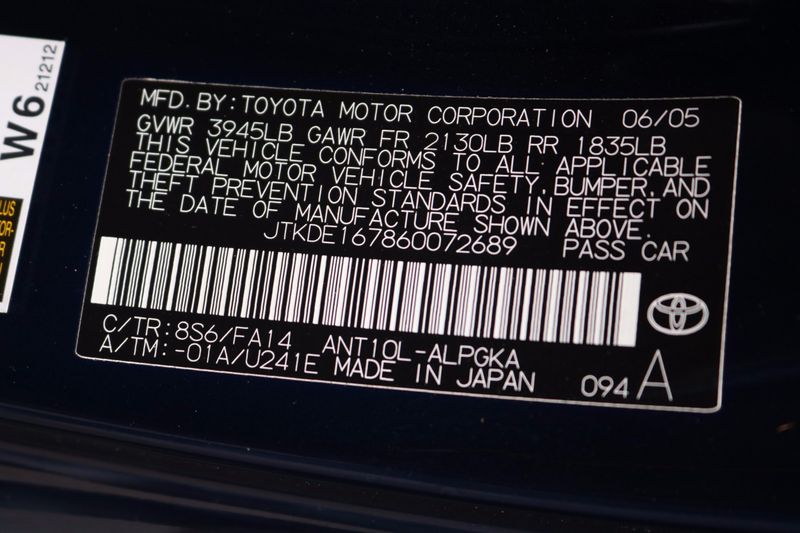 W6
21212
MFD. BY: TOYOTA MOTOR CORPORATION 06/05
GVWR 3945LB GAWR FR 2130LB RR 1835LB
THIS VEHICLE CONFORMS TO ALL APPLICABLE
FEDERAL MOTOR VEHICLE SAFETY, BUMPER, AND
THEFT PREVENTION STANDARDS IN EFFECT ON
THE DATE OF MANUFACTURE SHOWN ABOVE.
JTKDE167860072689 PASS CAR
C/TR: 8S6/FA14 ANT10L-ALPGKA
A/TM: -01A/U241E MADE IN JAPAN 094 A